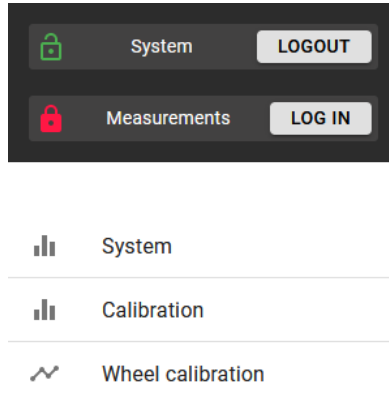 System LOGOUT
Measurements LOG IN
System
Calibration
Wheel calibration